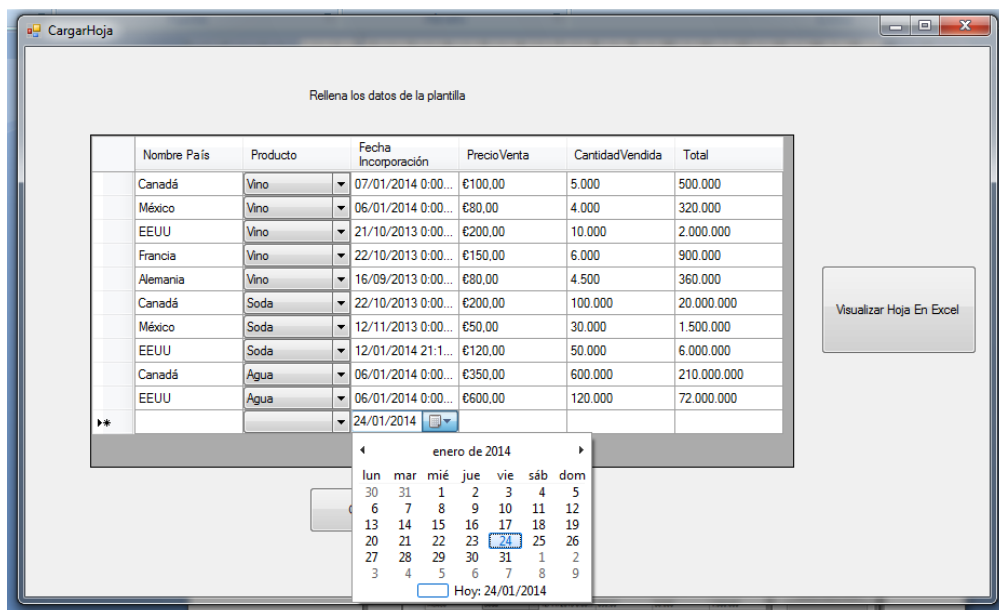 CargarHoja
Rellena los datos de la plantilla
Nombre País Producto Fecha Incorporación PrecioVenta CantidadVendida Total
Canadá Vino 07/01/2014 0:00... €100,00 5.000 500.000
México Vino 06/01/2014 0:00... €80,00 4.000 320.000
EEUU Vino 21/10/2013 0:00... €200,00 10.000 2.000.000
Francia Vino 22/10/2013 0:00... €150,00 6.000 900.000
Alemania Vino 16/09/2013 0:00... €80,00 4.500 360.000
Canadá Soda 22/10/2013 0:00... €200,00 100.000 20.000.000
México Soda 12/11/2013 0:00... €50,00 30.000 1.500.000
EEUU Soda 12/01/2014 21:1... €120,00 50.000 6.000.000
Canadá Agua 06/01/2014 0:00... €350,00 600.000 210.000.000
EEUU Agua 06/01/2014 0:00... €600,00 120.000 72.000.000
24/01/2014
Visualizar Hoja En Excel
enero de 2014
lun mar mié jue vie sáb dom
30 31 1 2 3 4 5
6 7 8 9 10 11 12
13 14 15 16 17 18 19
20 21 22 23 24 25 26
27 28 29 30 31 1 2
3 4 5 6 7 8 9
Hoy: 24/01/2014